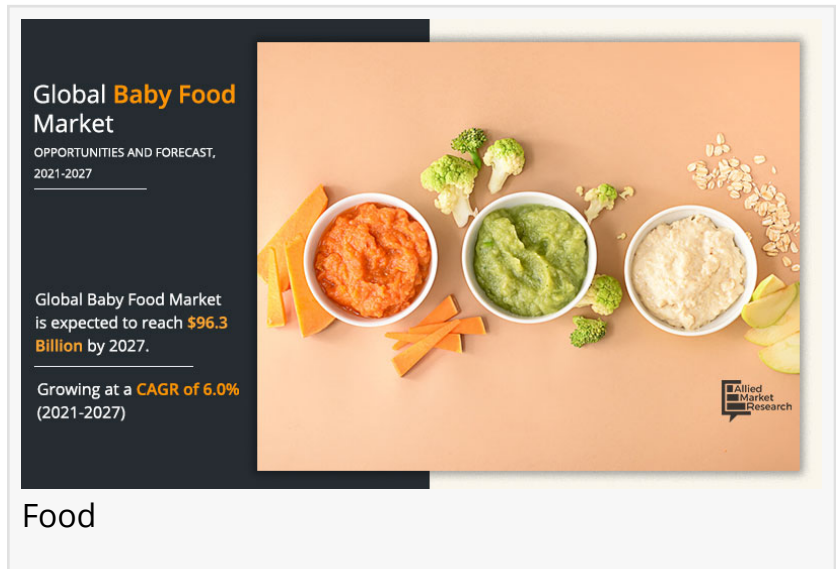 Global Baby Food
Market
OPPORTUNITIES AND FORECAST,
2021-2027
Global Baby Food Market
is expected to reach $96.3
Billion by 2027.
Growing at a CAGR of 6.0%
(2021-2027)
Allied
Market
Research
Food